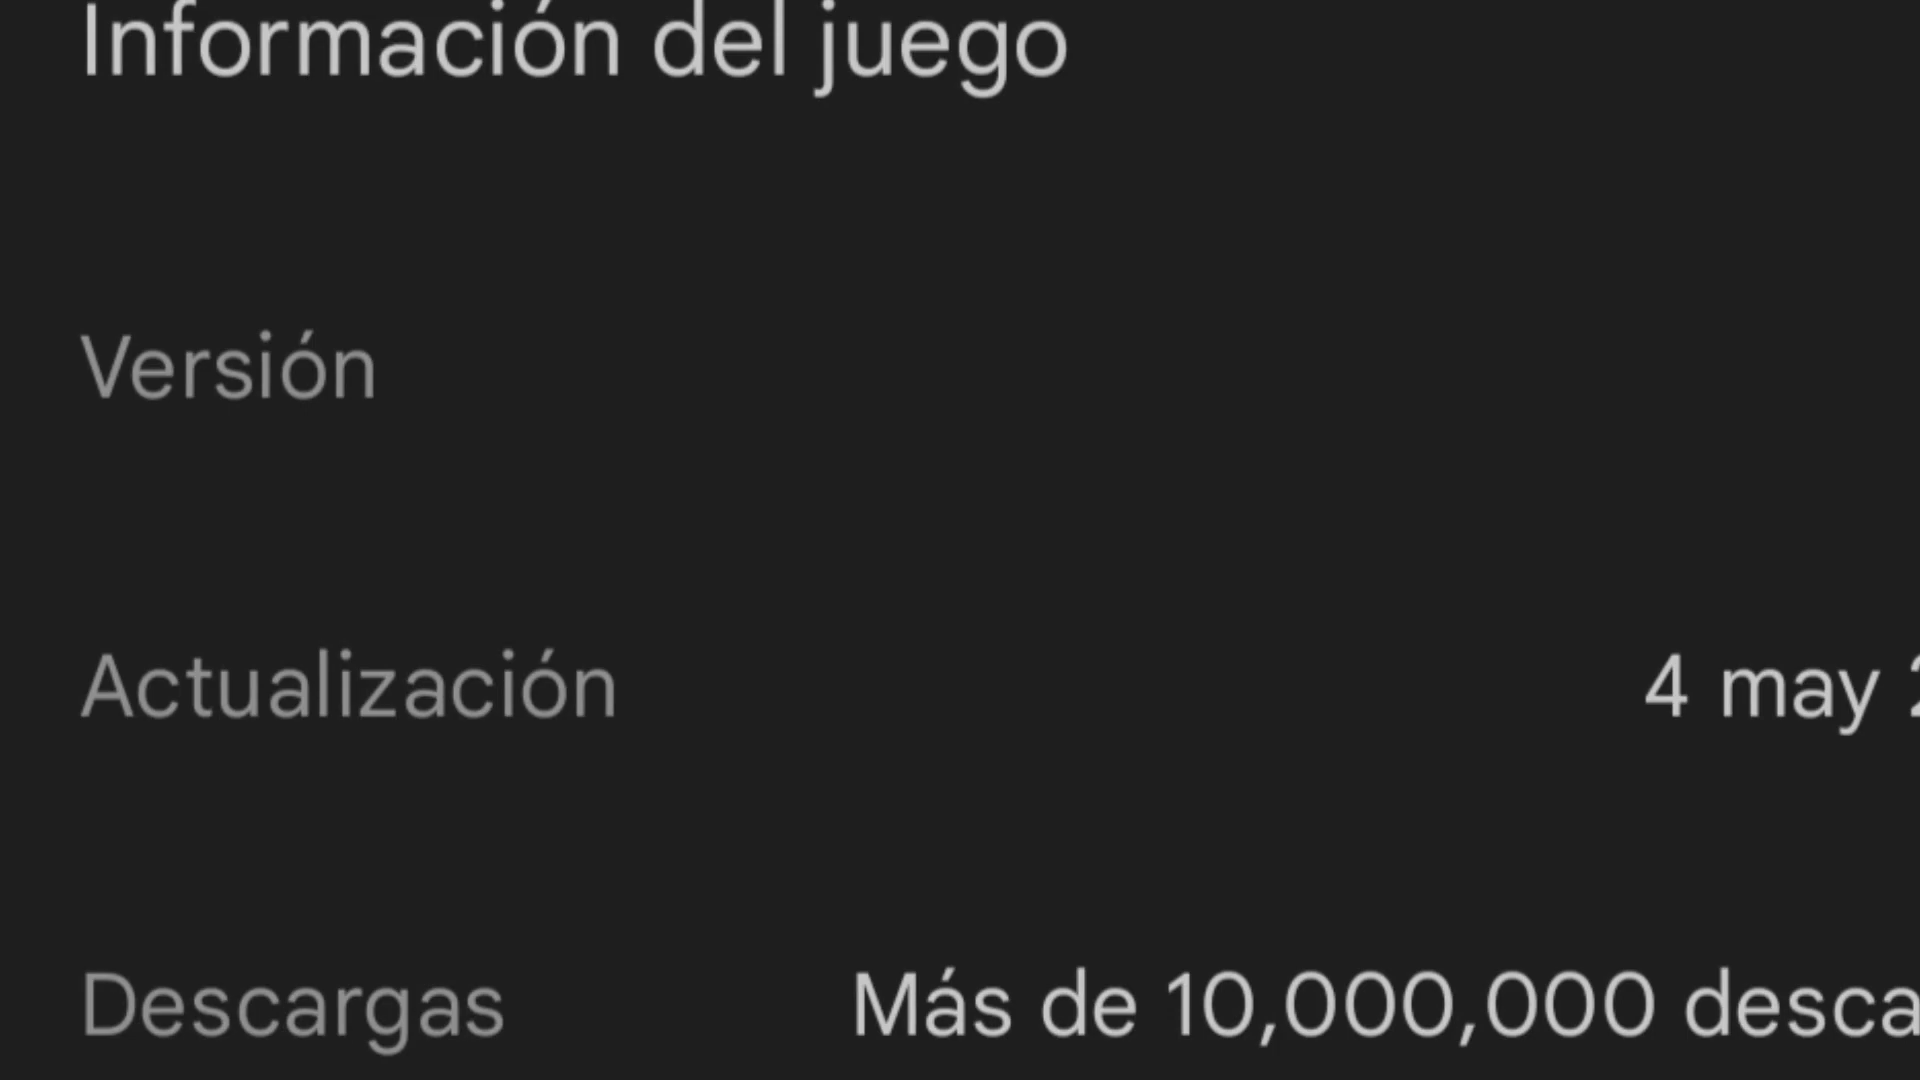 Información del juego
Versión
Actualización 4 may
Descargas Más de 10,000,000